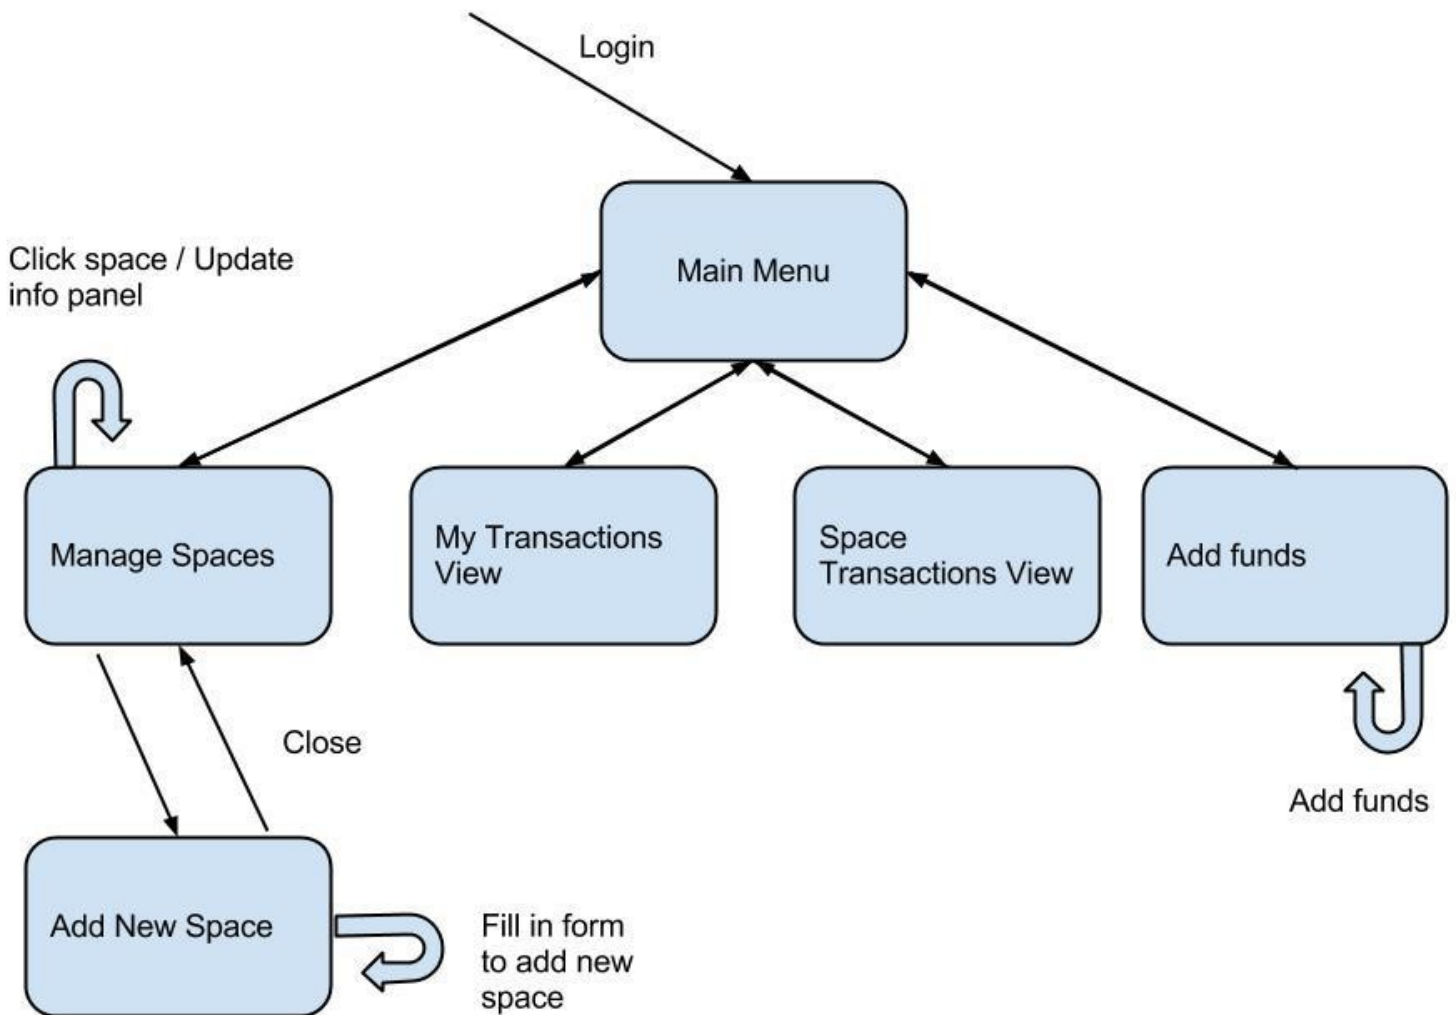 Login
Main Menu
Click space / Update
info panel
Manage Spaces
My Transactions
View
Space
Transactions View
Add funds
Close
Add funds
Add New Space
Fill in form
to add new
space